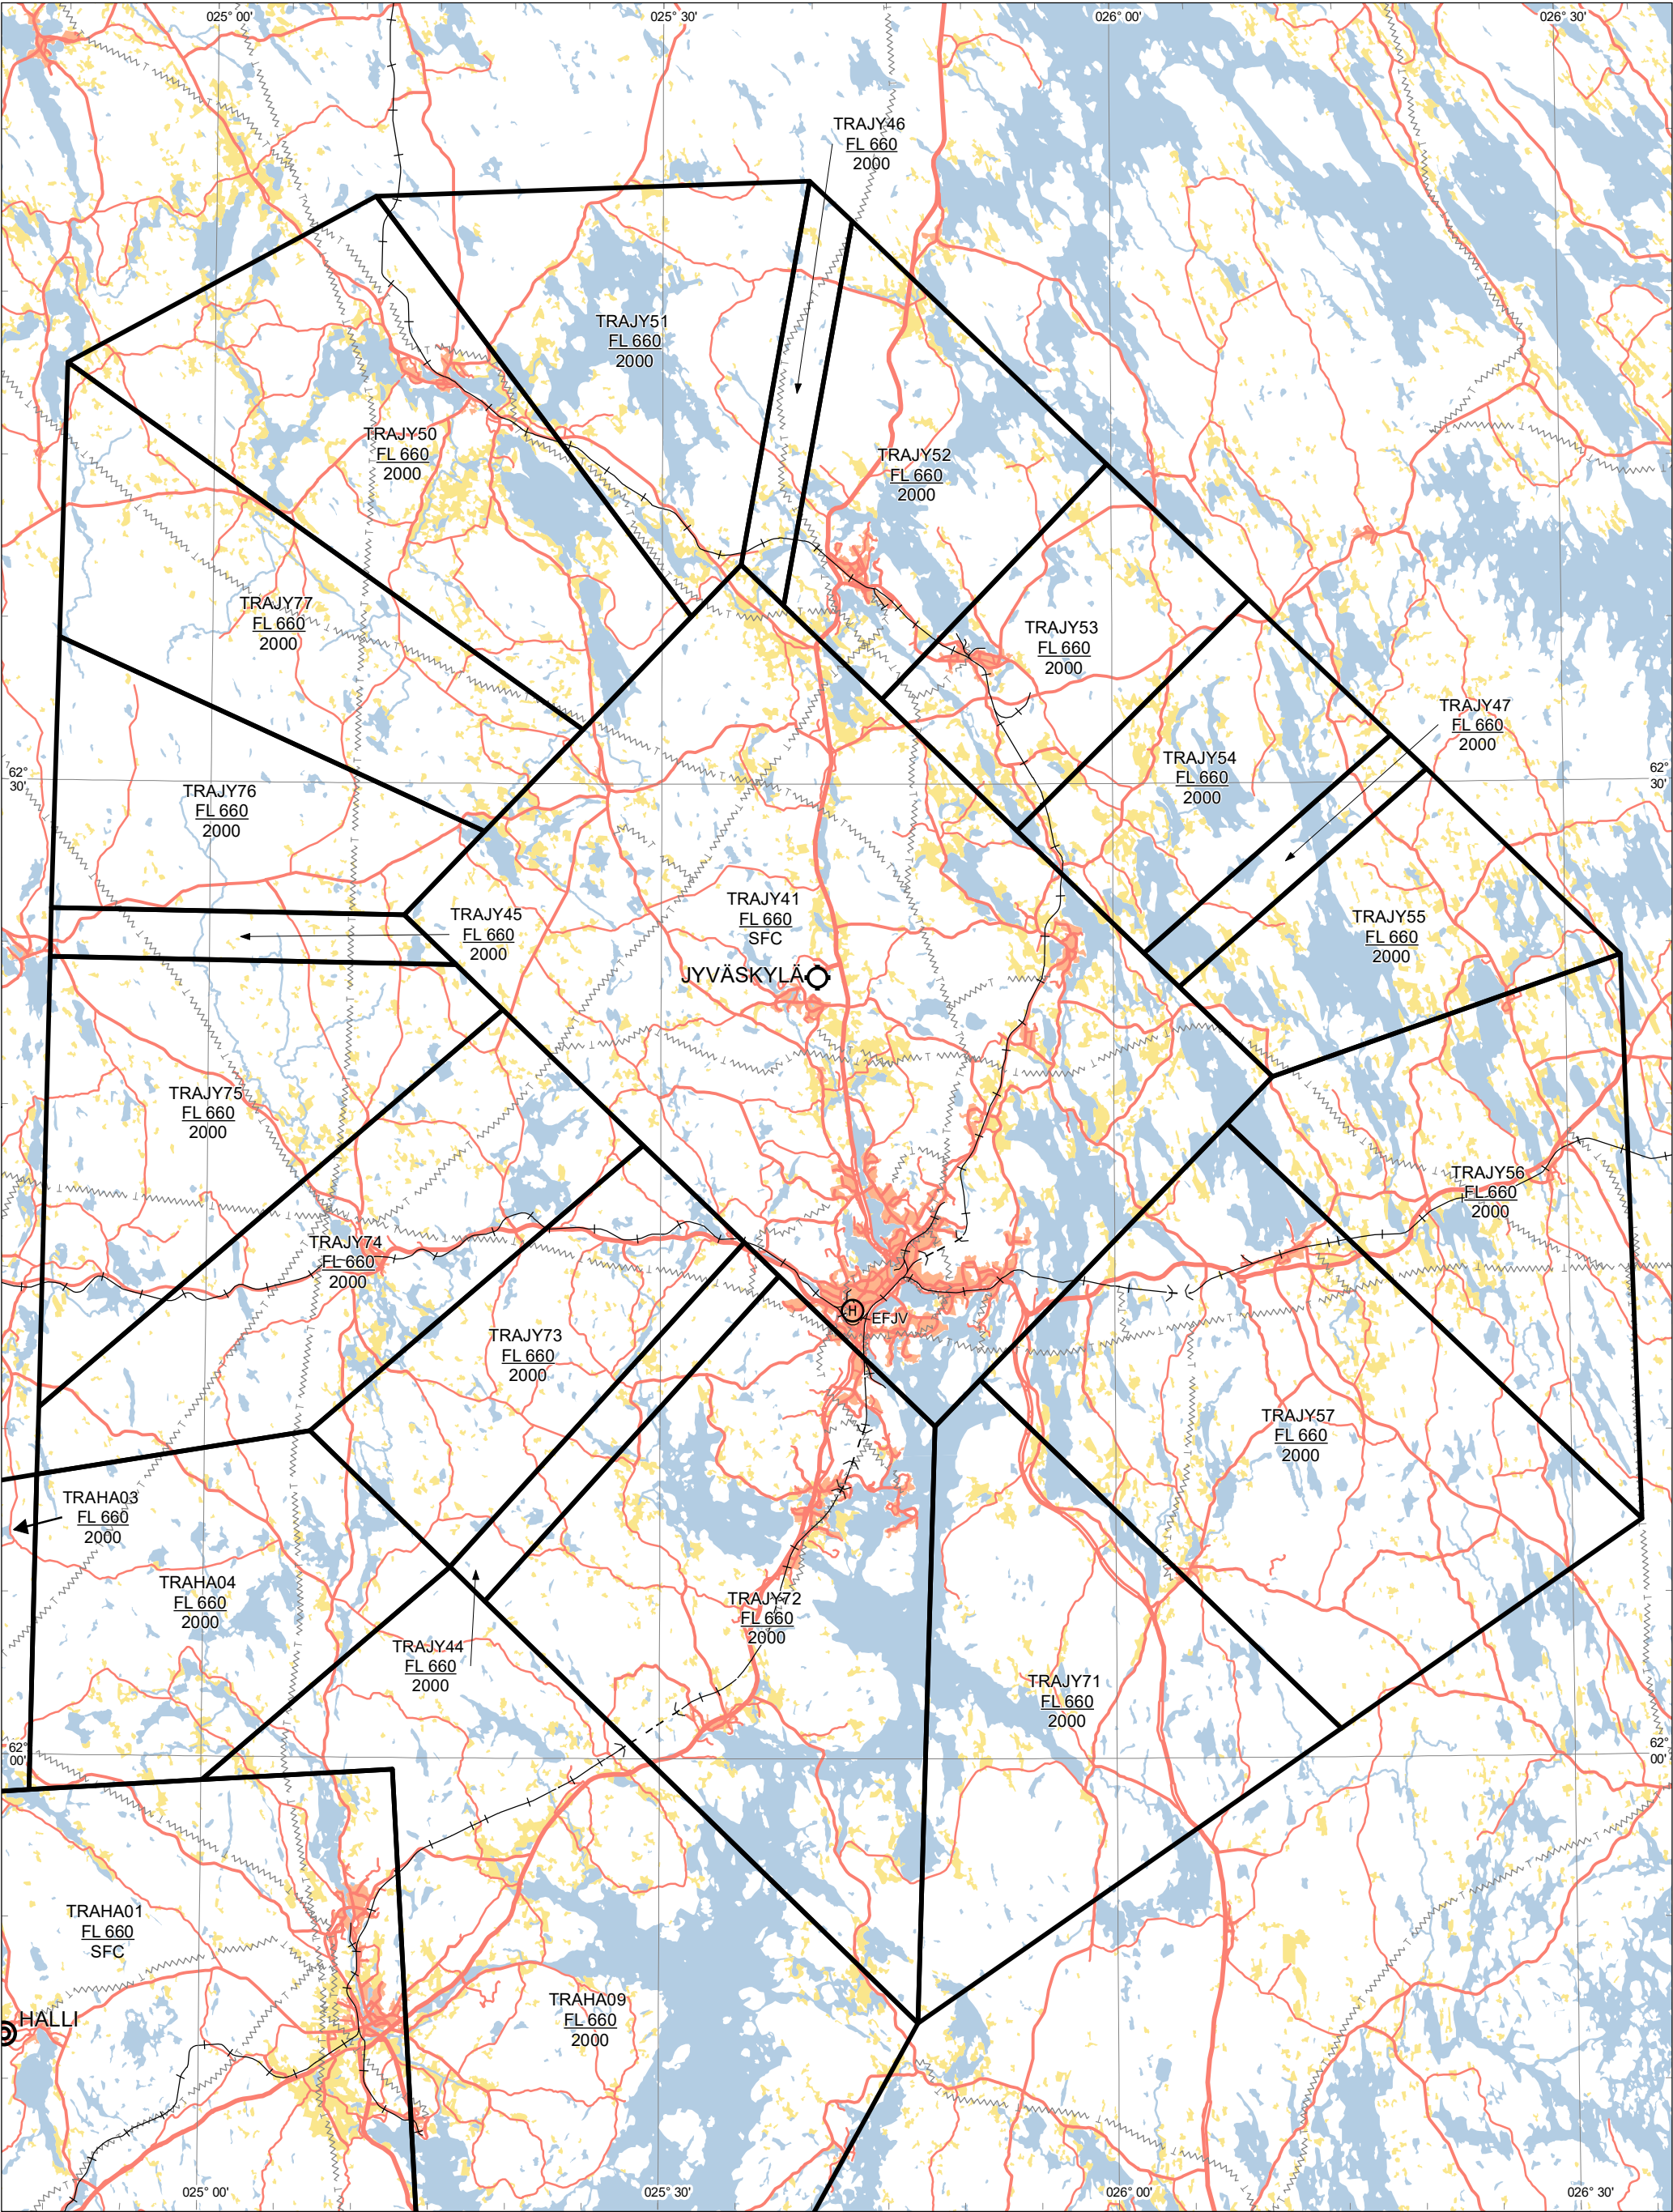 025° 00'
025° 30'
026° 00'
026° 30'
TRAJY46
FL 660
2000
TRAJY51
FL 660
2000
TRAJY50
FL 660
2000
TRAJY52
FL 660
2000
TRAJY77
FL 660
2000
TRAJY53
FL 660
2000
TRAJY47
FL 660
2000
TRAJY54
FL 660
2000
62°
30'
62°
30'
TRAJY76
FL 660
2000
TRAJY45
FL 660
2000
TRAJY41
FL 660
SFC
TRAJY55
FL 660
2000
JYVÄSKYLÄ
TRAJY75
FL 660
2000
TRAJY56
FL 660
2000
TRAJY74
FL 660
2000
H
EFJV
TRAJY73
FL 660
2000
TRAJY57
FL 660
2000
TRAHA03
FL 660
2000
TRAHA04
FL 660
2000
TRAJY72
FL 660
2000
TRAJY44
FL 660
2000
TRAJY71
FL 660
2000
62°
00'
62°
00'
TRAHA01
FL 660
SFC
HALLI
TRAHA09
FL 660
2000
025° 00'
025° 30'
026° 00'
026° 30'